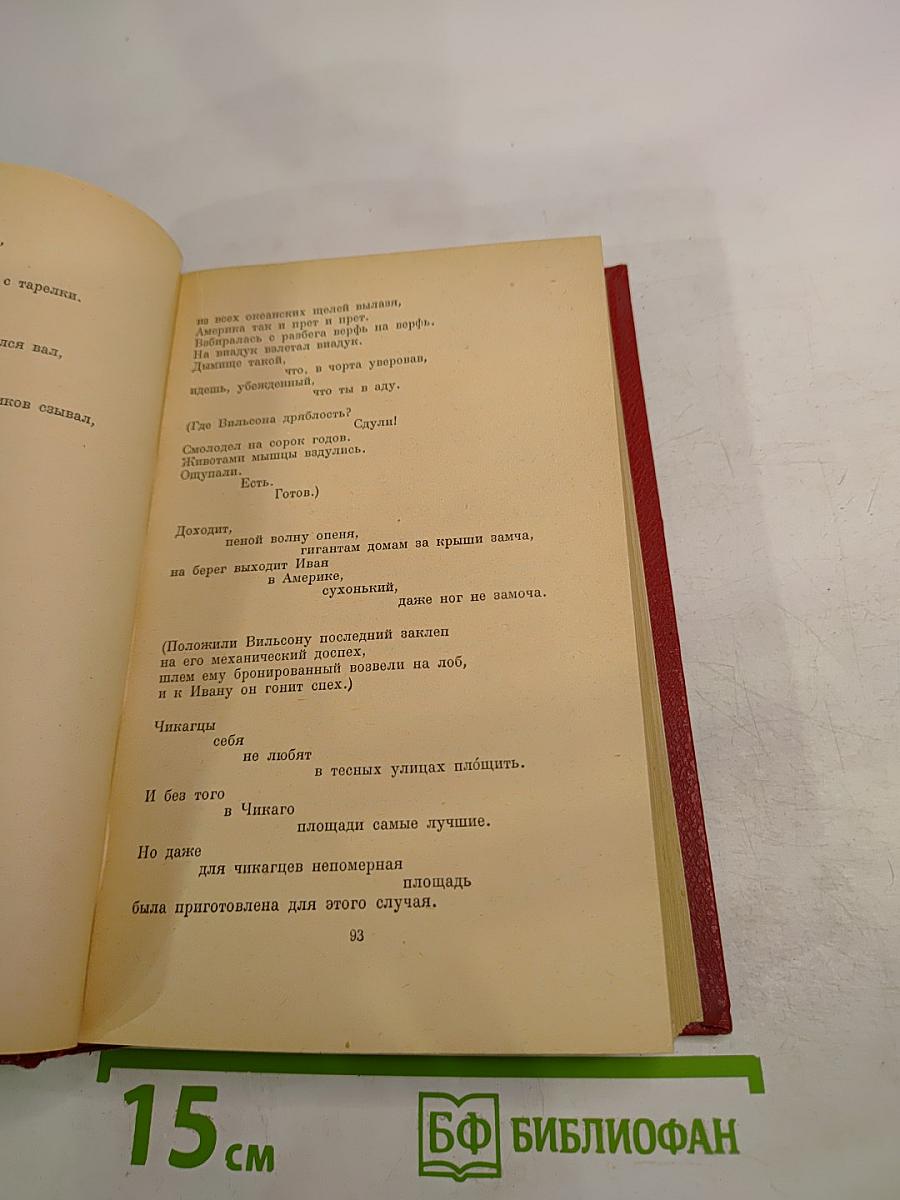 с тарелки.
лся вал,
иков сзывал,
из всех океанских щелей вылазя,
Америка так и прет и прет.
Взбиралась с разбега верфь на верфь.
На виадук взлетал виадук.
Дымище такой,
что, в чорта уверовав,
идешь, убежденный,
что ты в аду.
(Где Вильсона дряблость?
Сдули!
Смолодел на сорок годов.
Животами мышцы вздулись.
Ощупали.
Есть.
Готов.)
Доходит,
пеной волну опеня,
гигантам домам за крыши замча,
на берег выходит Иван
в Америке,
сухонький,
даже ног не замоча.
(Положили Вильсону последний заклеп
на его механический доспех,
шлем ему бронированный возвели на лоб,
и к Ивану он гонит спех.)
Чикагцы
себя
не любят
в тесных улицах пло́щить.
И без того
в Чикаго
площади самые лучшие.
Но даже
для чикагцев непомерная
площадь
была приготовлена для этого случая.
93
15 см
БФ БИБЛИОФАН